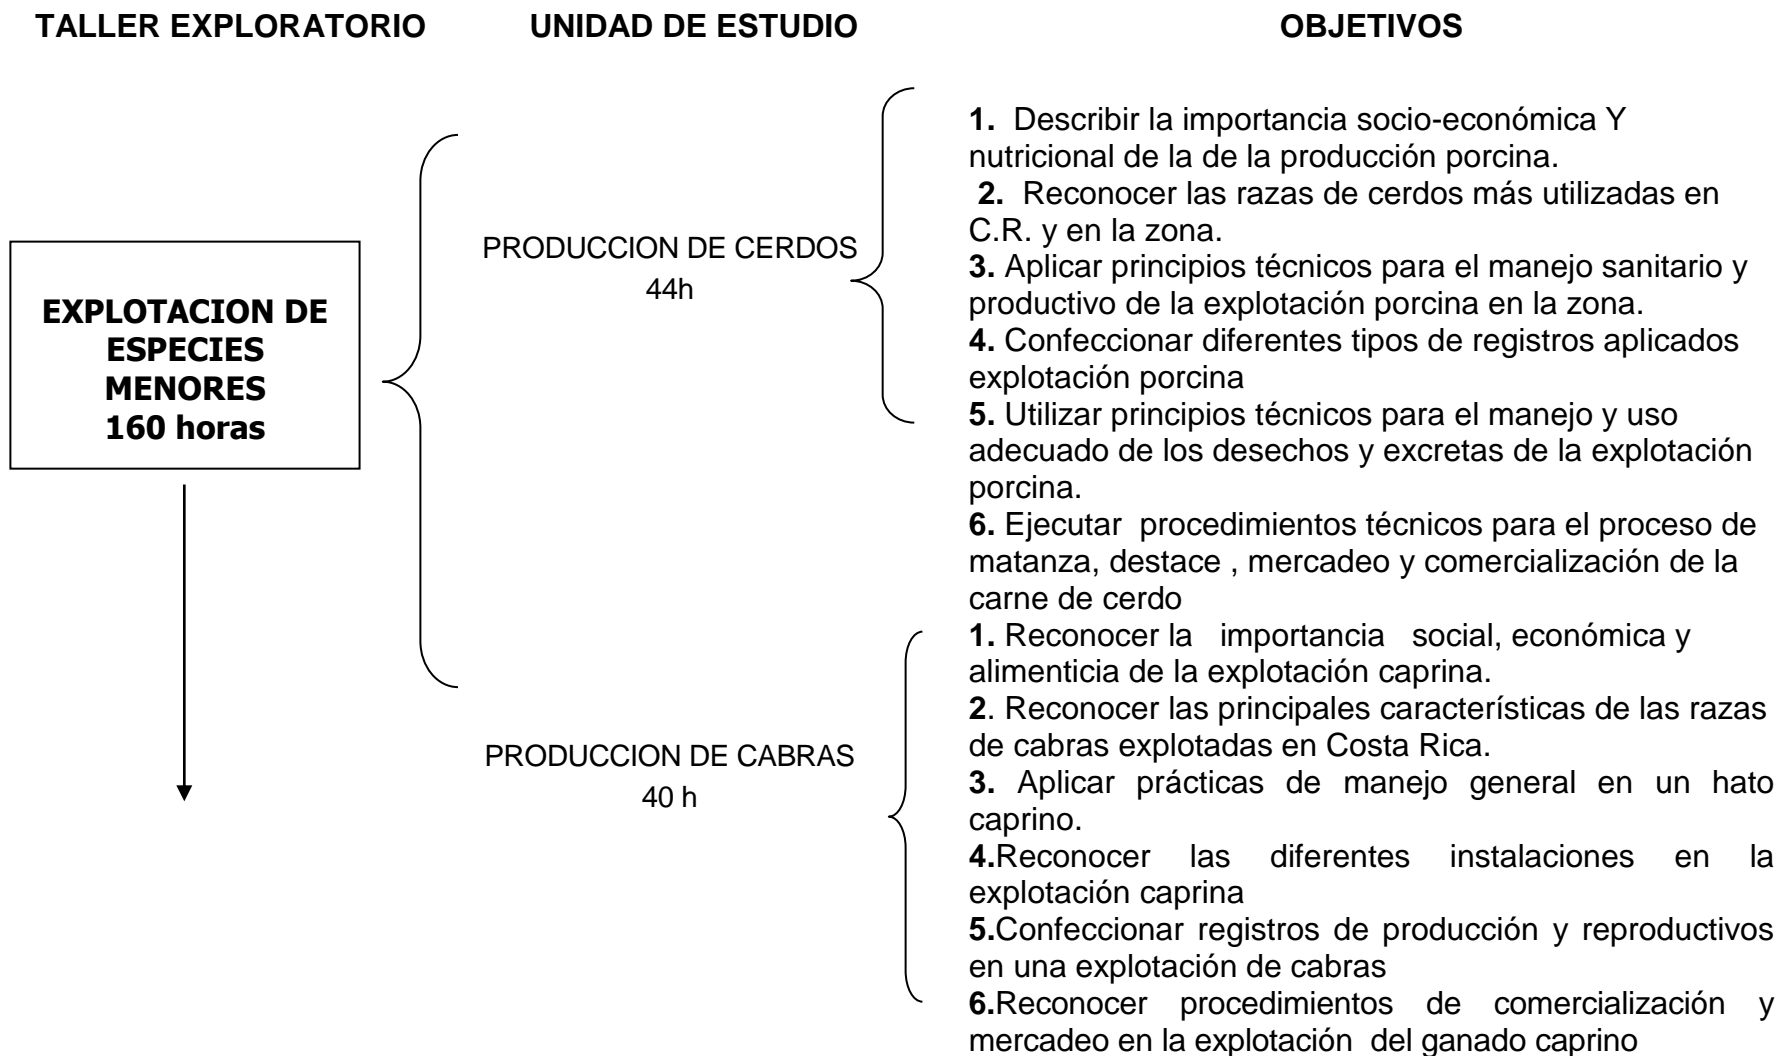 TALLER EXPLORATORIO UNIDAD DE ESTUDIO OBJETIVOS
EXPLOTACION DE
ESPECIES
MENORES
160 horas
PRODUCCION DE CERDOS
44h
1. Describir la importancia socio-económica Y
nutricional de la de la producción porcina.
2. Reconocer las razas de cerdos más utilizadas en
C.R. y en la zona.
3. Aplicar principios técnicos para el manejo sanitario y
productivo de la explotación porcina en la zona.
4. Confeccionar diferentes tipos de registros aplicados
explotación porcina
5. Utilizar principios técnicos para el manejo y uso
adecuado de los desechos y excretas de la explotación
porcina.
6. Ejecutar procedimientos técnicos para el proceso de
matanza, destace , mercadeo y comercialización de la
carne de cerdo
PRODUCCION DE CABRAS
40 h
1. Reconocer la importancia social, económica y
alimenticia de la explotación caprina.
2. Reconocer las principales características de las razas
de cabras explotadas en Costa Rica.
3. Aplicar prácticas de manejo general en un hato
caprino.
4.Reconocer las diferentes instalaciones en la
explotación caprina
5.Confeccionar registros de producción y reproductivos
en una explotación de cabras
6.Reconocer procedimientos de comercialización y
mercadeo en la explotación del ganado caprino